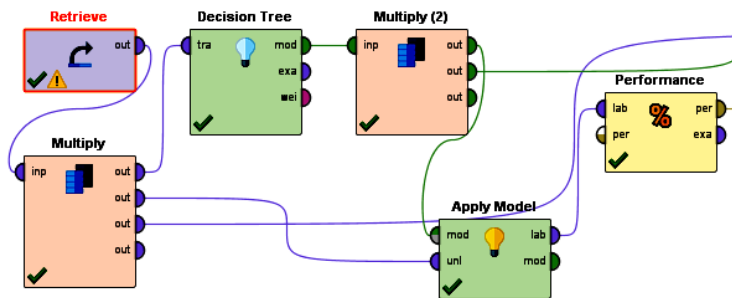 Retrieve
out
Decision Tree
tra
mod
exa
wei
Multiply (2)
inp
out
out
out
Performance
lab
per
per
exa
%
Multiply
inp
out
out
out
out
Apply Model
mod
unl
lab
mod